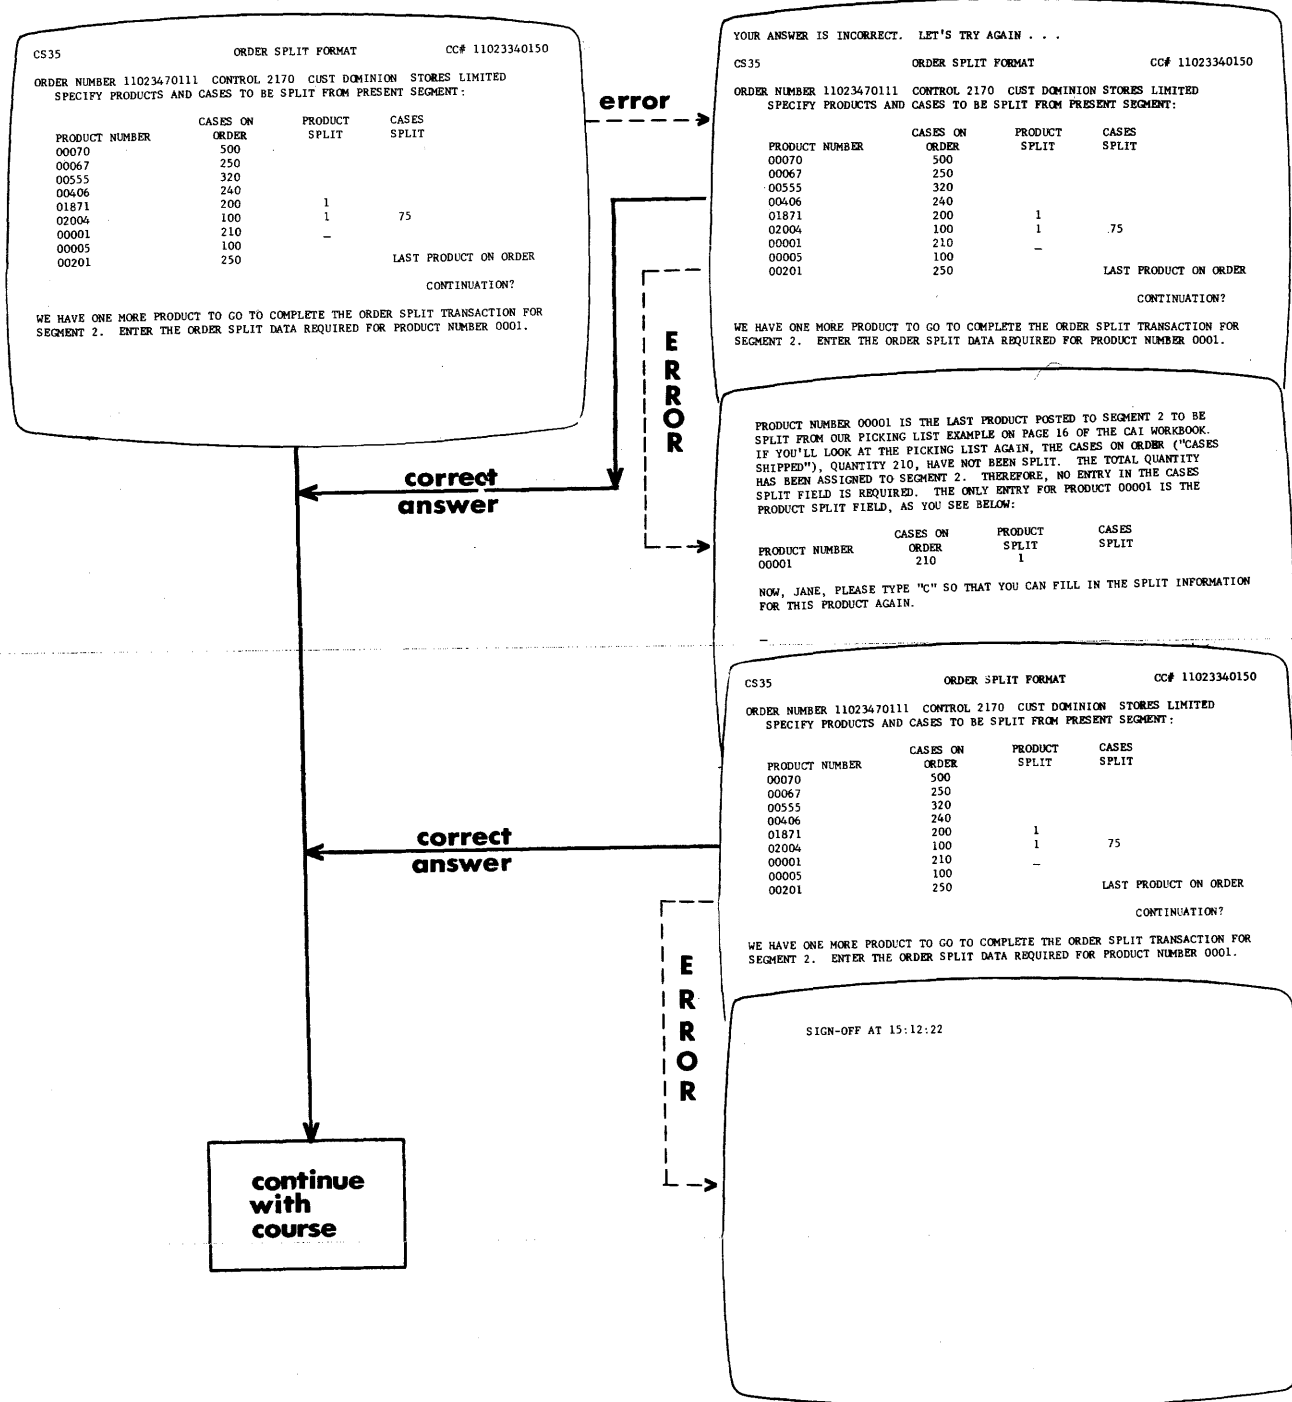 CS35 ORDER SPLIT FORMAT CC# 11023340150
ORDER NUMBER 11023470111 CONTROL 2170 CUST DOMINION STORES LIMITED
SPECIFY PRODUCTS AND CASES TO BE SPLIT FROM PRESENT SEGMENT:
CASES ON PRODUCT CASES
PRODUCT NUMBER ORDER SPLIT SPLIT
00070 500
00067 250
00555 320
00406 240
01871 200 1
02004 100 1 75
00001 210 _
00005 100
00201 250 LAST PRODUCT ON ORDER
CONTINUATION?
WE HAVE ONE MORE PRODUCT TO GO TO COMPLETE THE ORDER SPLIT TRANSACTION FOR
SEGMENT 2. ENTER THE ORDER SPLIT DATA REQUIRED FOR PRODUCT NUMBER 0001.
error
YOUR ANSWER IS INCORRECT. LET'S TRY AGAIN . . .
CS35 ORDER SPLIT FORMAT CC# 11023340150
ORDER NUMBER 11023470111 CONTROL 2170 CUST DOMINION STORES LIMITED
SPECIFY PRODUCTS AND CASES TO BE SPLIT FROM PRESENT SEGMENT:
CASES ON PRODUCT CASES
PRODUCT NUMBER ORDER SPLIT SPLIT
00070 500
00067 250
00555 320
00406 240
01871 200 1
02004 100 1 75
00001 210 _
00005 100
00201 250 LAST PRODUCT ON ORDER
CONTINUATION?
WE HAVE ONE MORE PRODUCT TO GO TO COMPLETE THE ORDER SPLIT TRANSACTION FOR
SEGMENT 2. ENTER THE ORDER SPLIT DATA REQUIRED FOR PRODUCT NUMBER 0001.
ERROR
correct
answer
PRODUCT NUMBER 00001 IS THE LAST PRODUCT POSTED TO SEGMENT 2 TO BE
SPLIT FROM OUR PICKING LIST EXAMPLE ON PAGE 16 OF THE CAI WORKBOOK.
IF YOU'LL LOOK AT THE PICKING LIST AGAIN, THE CASES ON ORDER ("CASES
SHIPPED"), QUANTITY 210, HAVE NOT BEEN SPLIT. THE TOTAL QUANTITY
HAS BEEN ASSIGNED TO SEGMENT 2. THEREFORE, NO ENTRY IN THE CASES
SPLIT FIELD IS REQUIRED. THE ONLY ENTRY FOR PRODUCT 00001 IS THE
PRODUCT SPLIT FIELD, AS YOU SEE BELOW:
CASES ON PRODUCT CASES
PRODUCT NUMBER ORDER SPLIT SPLIT
00001 210 1
NOW, JANE, PLEASE TYPE "C" SO THAT YOU CAN FILL IN THE SPLIT INFORMATION
FOR THIS PRODUCT AGAIN.
_
CS35 ORDER SPLIT FORMAT CC# 11023340150
ORDER NUMBER 11023470111 CONTROL 2170 CUST DOMINION STORES LIMITED
SPECIFY PRODUCTS AND CASES TO BE SPLIT FROM PRESENT SEGMENT:
CASES ON PRODUCT CASES
PRODUCT NUMBER ORDER SPLIT SPLIT
00070 500
00067 250
00555 320
00406 240
01871 200 1
02004 100 1 75
00001 210 _
00005 100
00201 250 LAST PRODUCT ON ORDER
CONTINUATION?
WE HAVE ONE MORE PRODUCT TO GO TO COMPLETE THE ORDER SPLIT TRANSACTION FOR
SEGMENT 2. ENTER THE ORDER SPLIT DATA REQUIRED FOR PRODUCT NUMBER 0001.
correct
answer
ERROR
SIGN-OFF AT 15:12:22
continue
with
course